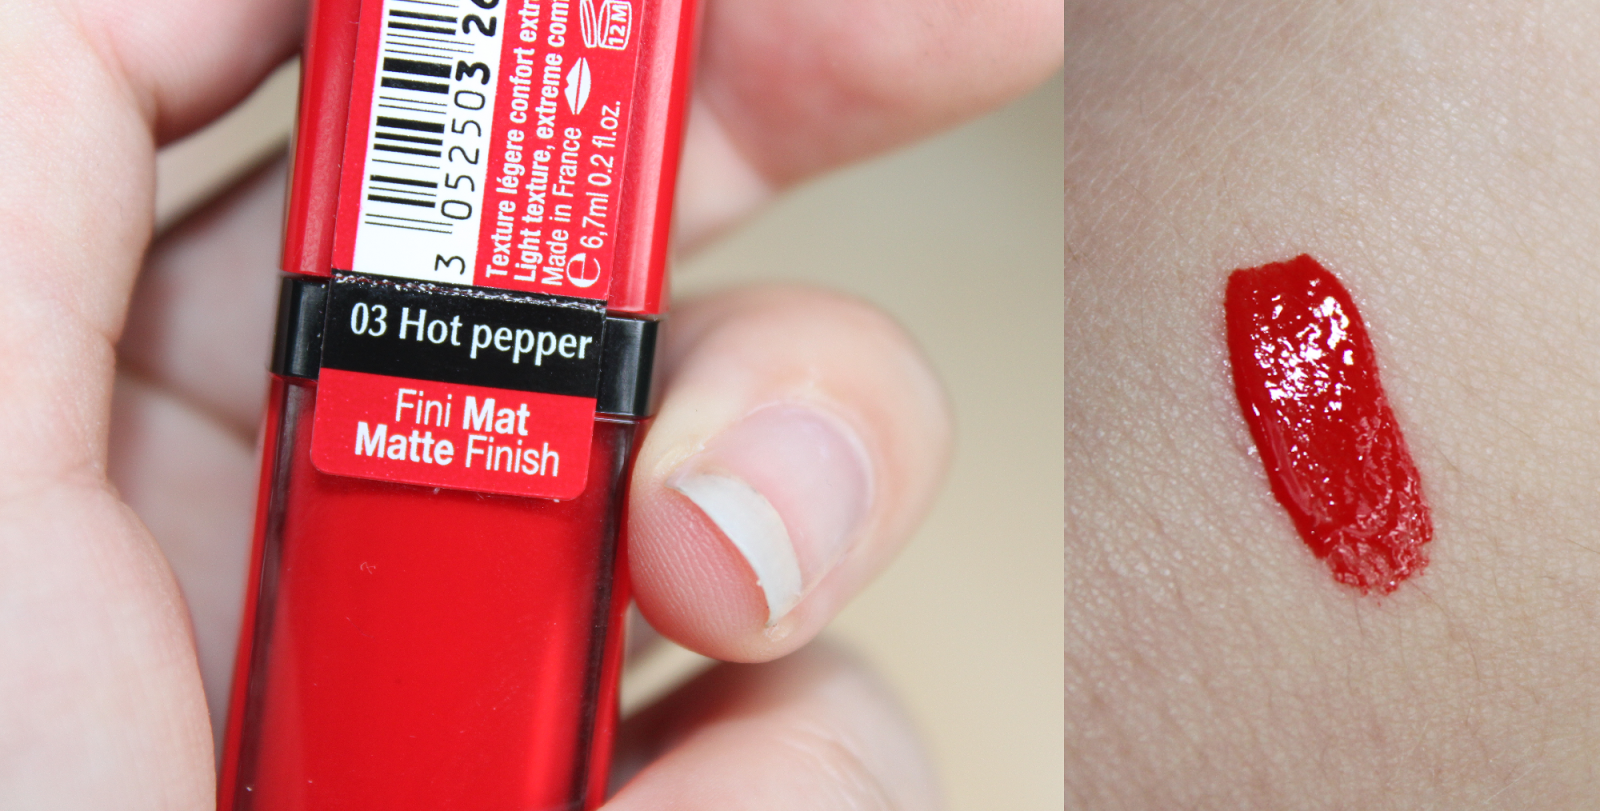 3 052503 26
Texture légère confort extr
Light texture, extreme com
Made in France
e 6,7ml 0.2 fl.oz.
12M
03 Hot pepper
Fini Mat
Matte Finish